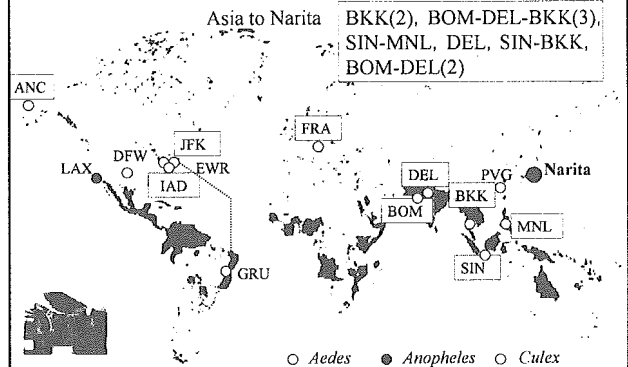 Asia to Narita
BKK(2), BOM-DEL-BKK(3),
SIN-MNL, DEL, SIN-BKK,
BOM-DEL(2)
ANC
JFK
FRA
DFW
EWR
LAX
IAD
DEL
PVG
Narita
BKK
BOM
MNL
SIN
GRU
Aedes
Anopheles
Culex